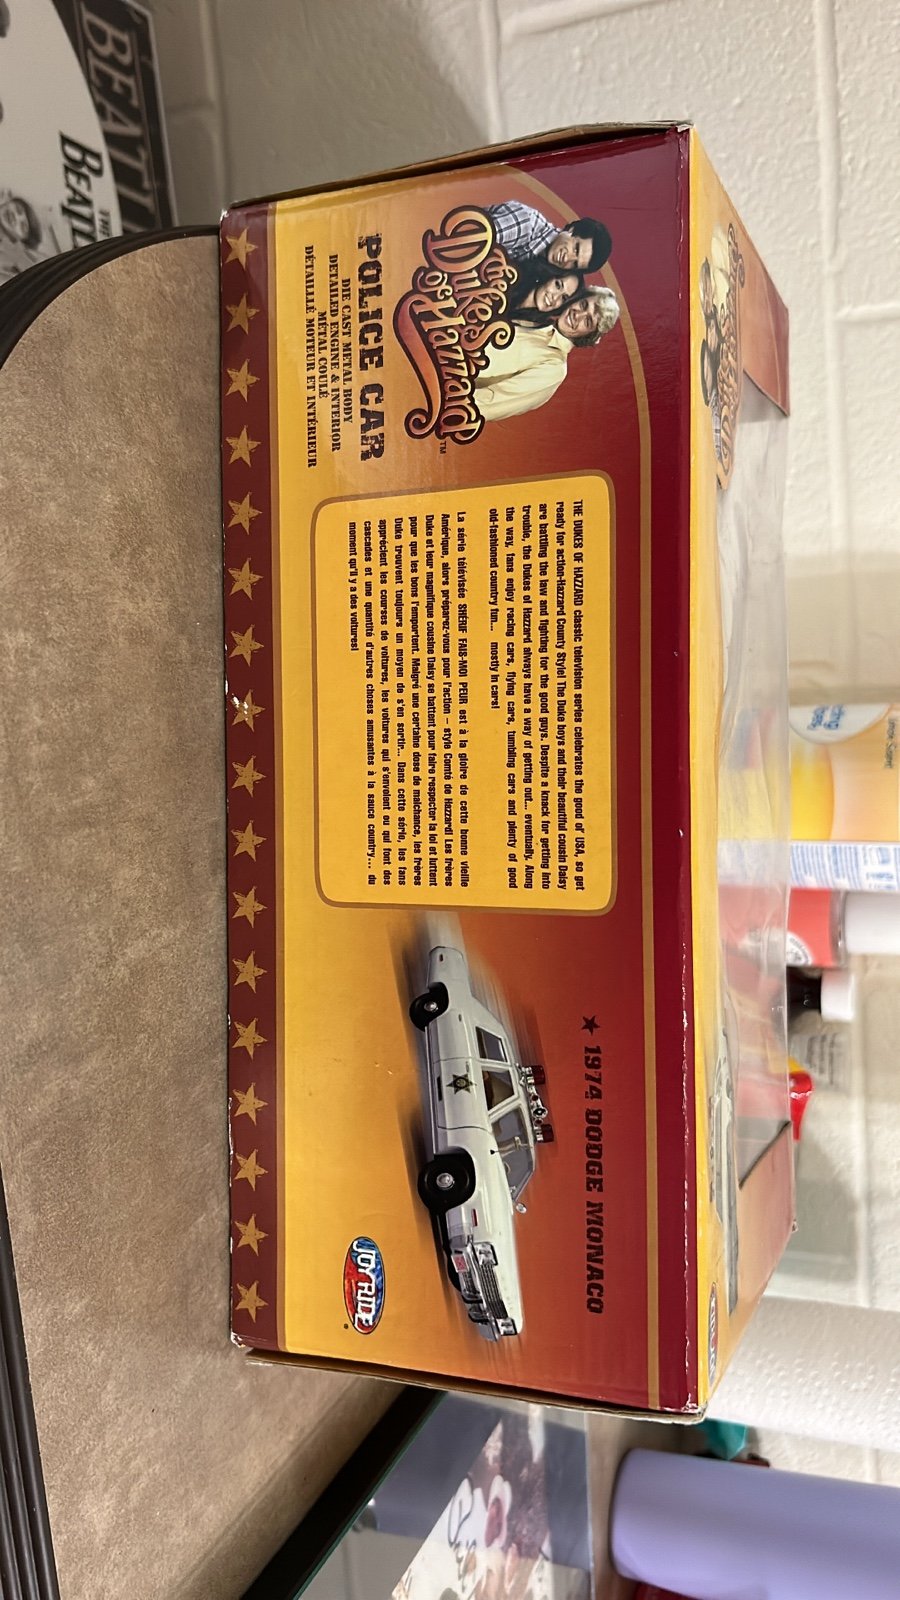 the
Dukes
of Hazzard™
POLICE CAR
DIE CAST METAL BODY
DETAILED ENGINE & INTERIOR
MÉTAL COULÉ
DÉTAILLÉ MOTEUR ET INTÉRIEUR
THE DUKES OF HAZZARD classic television series celebrates the good ol' USA, so get
ready for action-Hazzard County Style! The Duke boys and their beautiful cousin Daisy
are battling the law and fighting for the good guys. Despite a knack for getting into
trouble, the Dukes of Hazzard always have a way of getting out... eventually. Along
the way, fans enjoy racing cars, flying cars, tumbling cars and plenty of good
old-fashioned country fun... mostly in cars!
La série télévisée SHÉRIF FAIS-MOI PEUR est à la gloire de cette bonne vieille
Amérique, alors préparez-vous pour l'action – style Comté de Hazzard! Les frères
Duke et leur magnifique cousine Daisy se battent pour faire respecter la loi et luttent
pour que les bons l'emportent. Malgré une certaine dose de malchance, les frères
Duke trouvent toujours un moyen de s'en sortir... Dans cette série, les fans
apprécient les courses de voitures, les voitures qui s'envolent ou qui font des
cascades et une quantité d'autres choses amusantes à la sauce country... du
moment qu'il y a des voitures!
★ 1974 DODGE MONACO
JOY RIDE®
BEATL
THE
BEATL